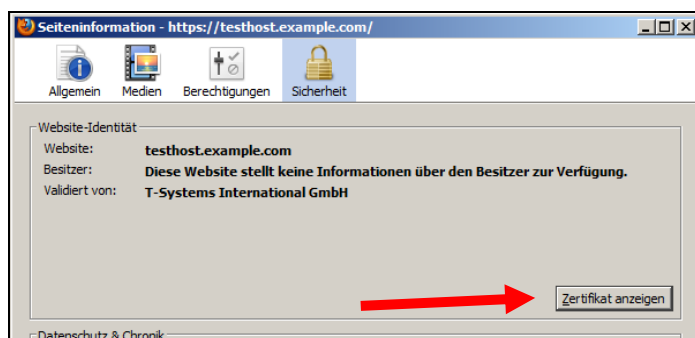 Seiteninformation - https://testhost.example.com/
Allgemein Medien Berechtigungen Sicherheit
Website-Identität
Website: testhost.example.com
Besitzer: Diese Website stellt keine Informationen über den Besitzer zur Verfügung.
Validiert von: T-Systems International GmbH
Zertifikat anzeigen
Datenschutz & Chronik